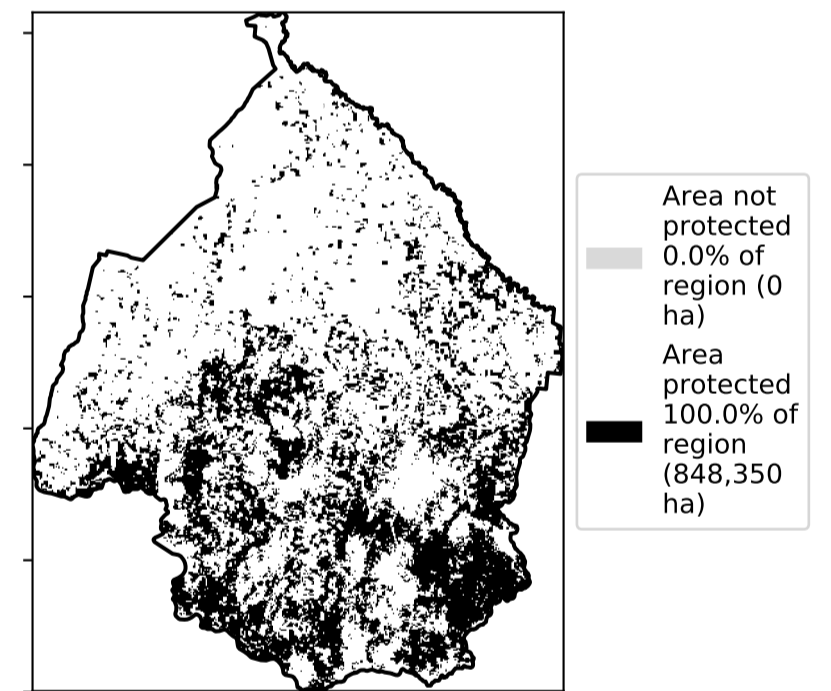 Area not
protected
0.0% of
region (0
ha)
Area
protected
100.0% of
region
(848,350
ha)